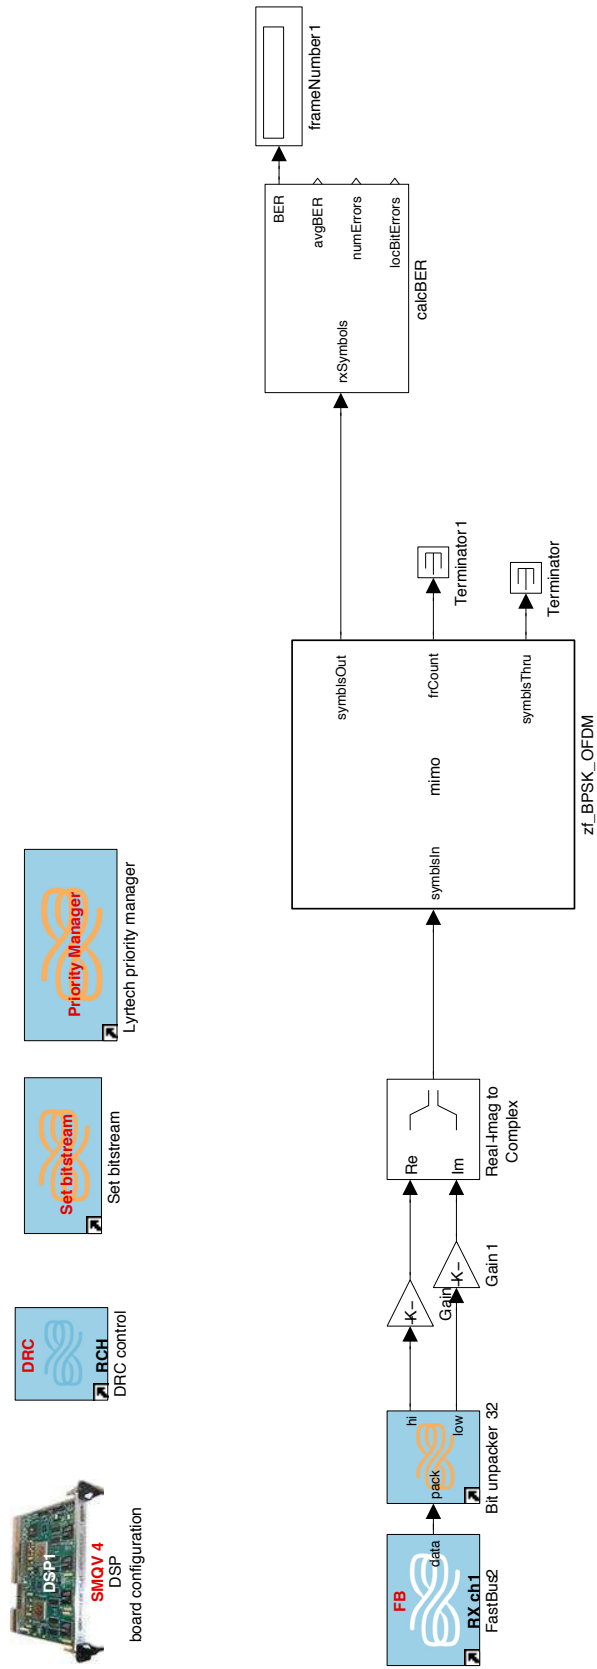 DSP1
SMQV 4
DSP
board configuration
DRC
RCH
DRC control
Set bitstream
Set bitstream
Priority Manager
Lyrtech priority manager
FB
data
RX ch1
FastBus2
pack
hi
low
Bit unpacker 32
K-
Gain
K-
Gain1
Re
Im
Real-Imag to
Complex
symblsIn
mimo
symblsOut
frCount
symblsThru
zf_BPSK_OFDM
Terminator1
Terminator
rxSymbols
BER
avgBER
numErrors
locBitErrors
calcBER
frameNumber1